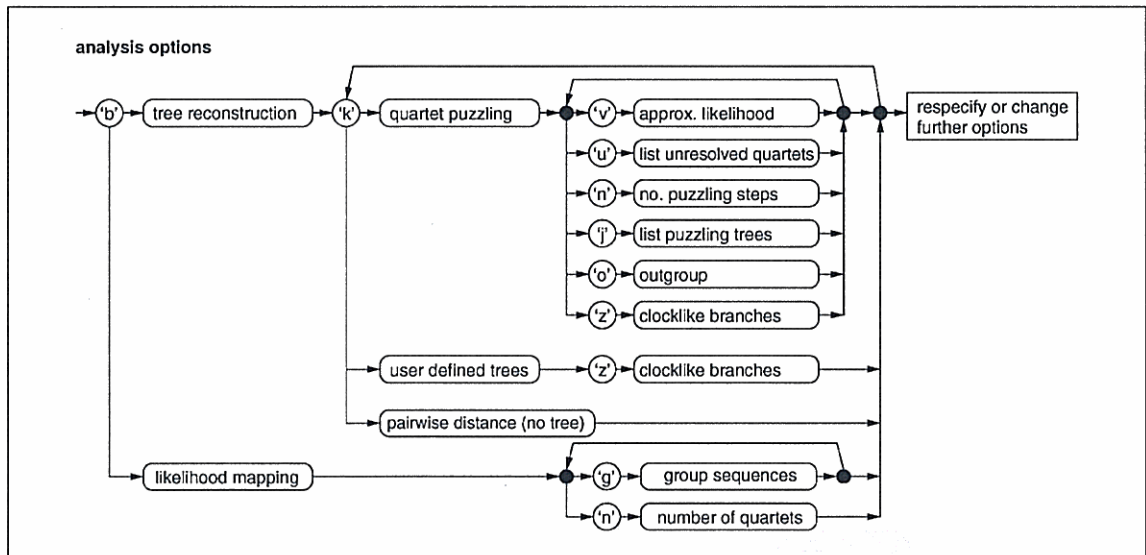 analysis options
'b' tree reconstruction 'k' quartet puzzling 'v' approx. likelihood respecify or change
further options
'u' list unresolved quartets
'n' no. puzzling steps
'j' list puzzling trees
'o' outgroup
'z' clocklike branches
user defined trees 'z' clocklike branches
pairwise distance (no tree)
likelihood mapping 'g' group sequences
'n' number of quartets